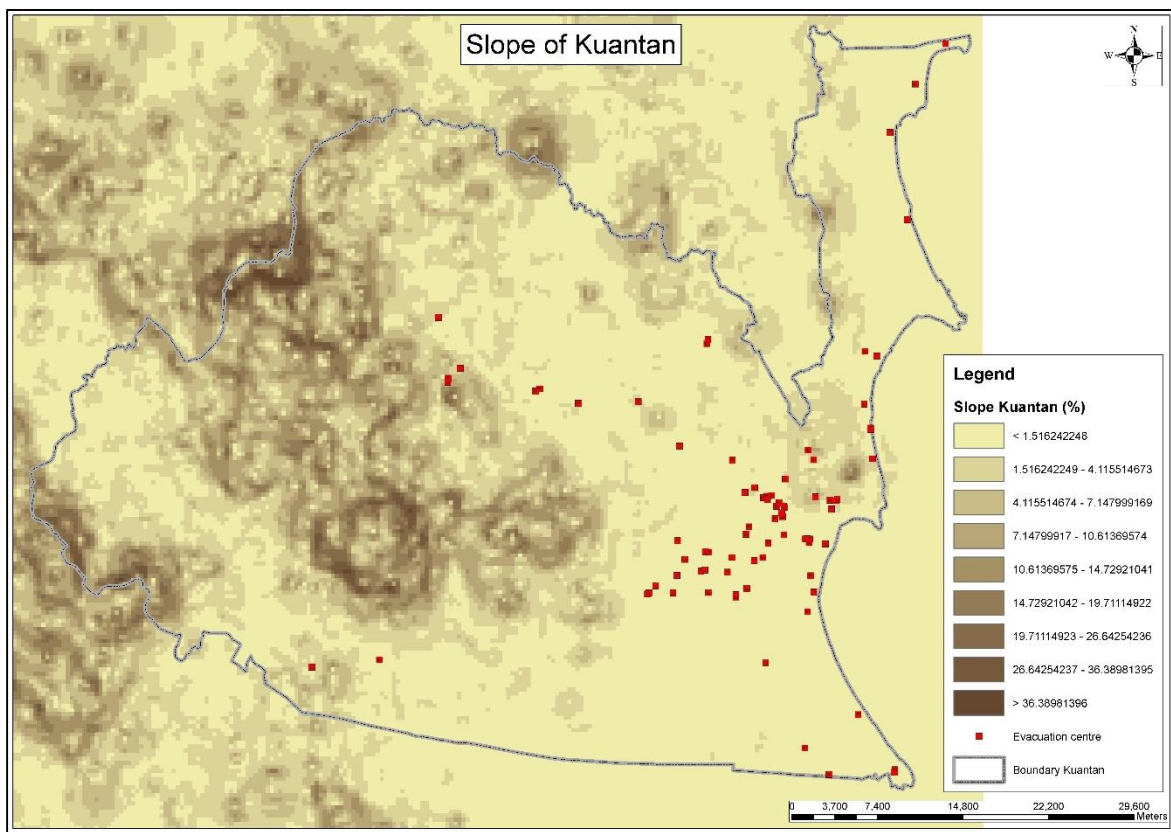 Slope of Kuantan
N
W E
S
Legend
Slope Kuantan (%)
< 1.516242248
1.516242249 - 4.115514673
4.115514674 - 7.147999169
7.14799917 - 10.61369574
10.61369575 - 14.72921041
14.72921042 - 19.71114922
19.71114923 - 26.64254236
26.64254237 - 36.38981395
> 36.38981396
Evacuation centre
Boundary Kuantan
0 3,700 7,400 14,800 22,200 29,600
Meters